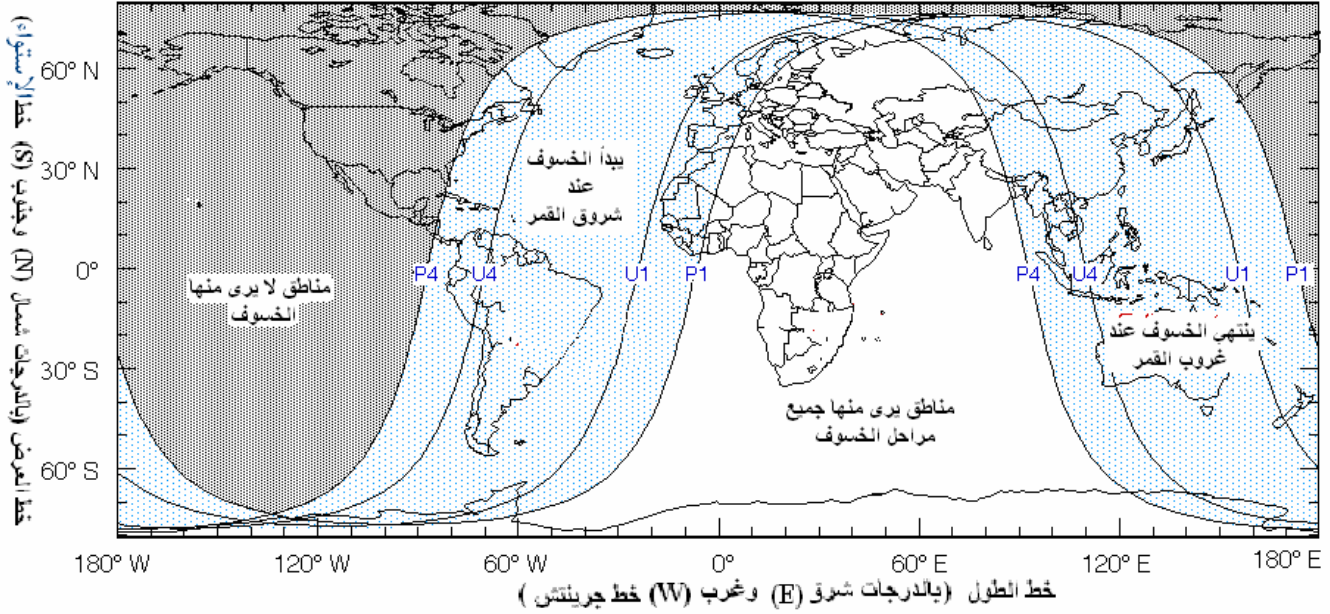 خط العرض (بالدرجات شمال (N) وجنوب (S) خط الإستواء)
60° N
30° N
0°
30° S
60° S
يبدأ الخسوف
عند
شروق القمر
مناطق لا يرى منها
الخسوف
P4 U4 U1 P1 P4 U4 U1 P1
ينتهي الخسوف عند
غروب القمر
مناطق يرى منها جميع
مراحل الخسوف
180° W 120° W 60° W 0° 60° E 120° E 180° E
خط الطول (بالدرجات شرق (E) وغرب (W) خط جرينتش )